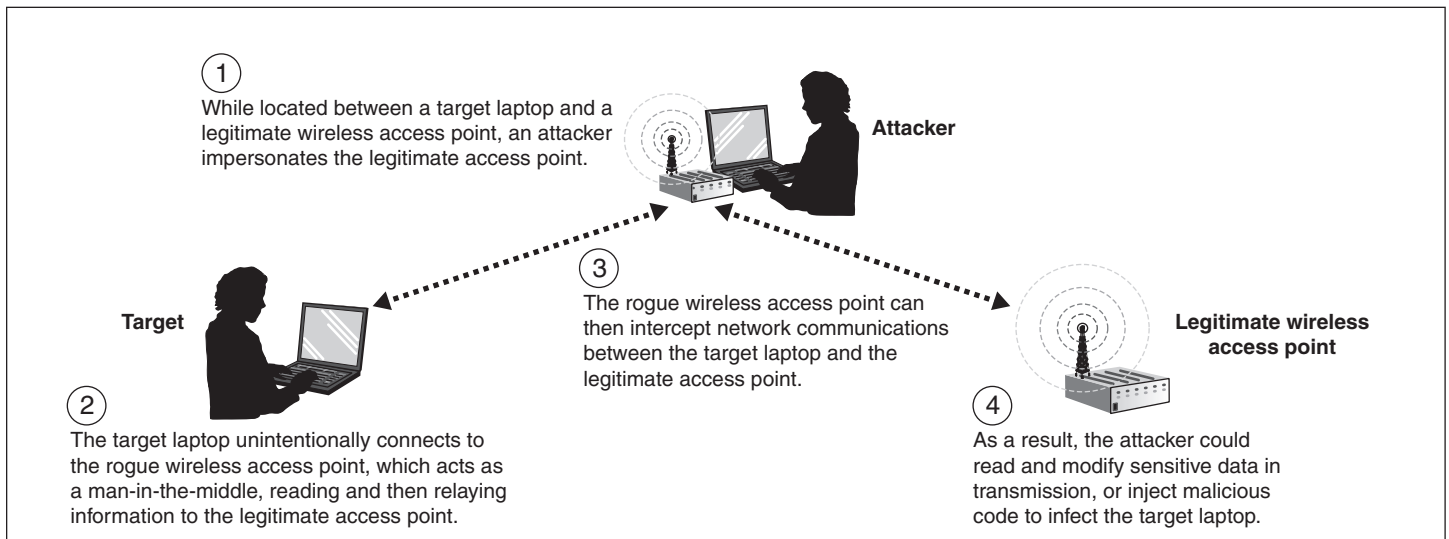 1
While located between a target laptop and a
legitimate wireless access point, an attacker
impersonates the legitimate access point.
Attacker
Target
2
The target laptop unintentionally connects to
the rogue wireless access point, which acts as
a man-in-the-middle, reading and then relaying
information to the legitimate access point.
3
The rogue wireless access point can
then intercept network communications
between the target laptop and the
legitimate access point.
Legitimate wireless
access point
4
As a result, the attacker could
read and modify sensitive data in
transmission, or inject malicious
code to infect the target laptop.